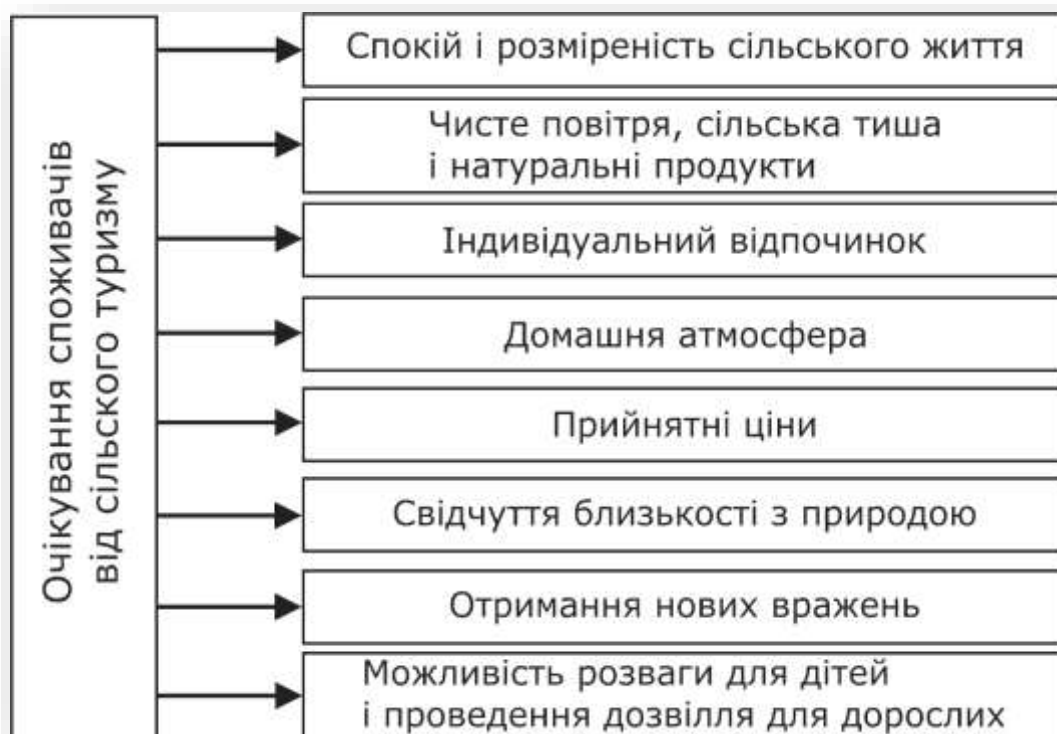 Очікування споживачів
від сільского туризму
Спокій і розміреність сільського життя
Чисте повітря, сільська тиша
і натуральні продукти
Індивідуальний відпочинок
Домашня атмосфера
Прийнятні ціни
Свідчуття близькості з природою
Отримання нових вражень
Можливість розваги для дітей
і проведення дозвілля для дорослих